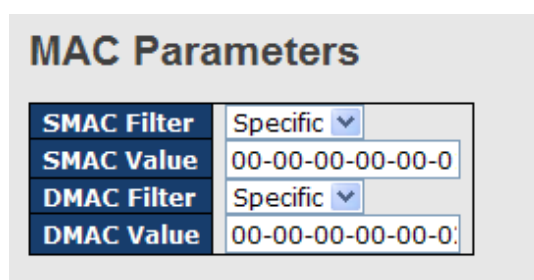 MAC Parameters
SMAC Filter Specific
SMAC Value 00-00-00-00-00-0
DMAC Filter Specific
DMAC Value 00-00-00-00-00-0